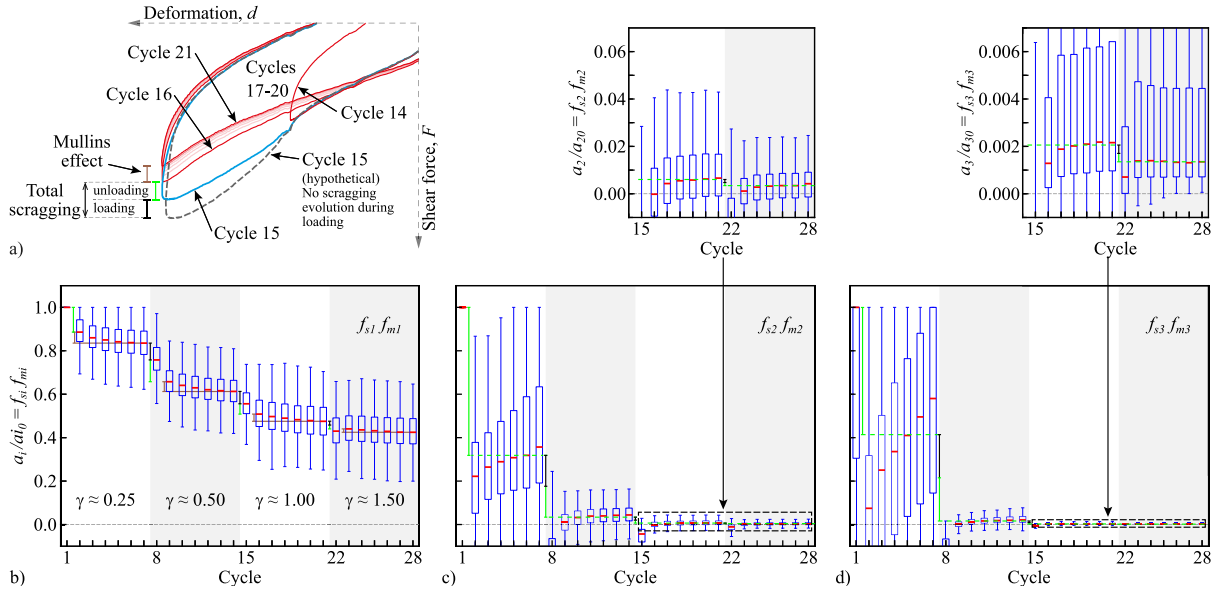 Deformation, d
Cycle 21
Cycle 16
Cycles
17-20
Cycle 14
Mullins
effect
Total
scragging
unloading
loading
Cycle 15
(hypothetical)
No scragging
evolution during
loading
Cycle 15
Shear force, F
a)
a2/a20 = fs2 fm2
0.06
0.04
0.02
0.00
15 22 28
Cycle
a3/a30 = fs3 fm3
0.006
0.004
0.002
0.000
15 22 28
Cycle
ai/ai0 = fsi fmi
1.0
0.8
0.6
0.4
0.2
0.0
fs1 fm1
γ ≈ 0.25 γ ≈ 0.50 γ ≈ 1.00 γ ≈ 1.50
1 8 15 22 28
Cycle
b)
fs2 fm2
1 8 15 22 28
Cycle
c)
fs3 fm3
1 8 15 22 28
Cycle
d)